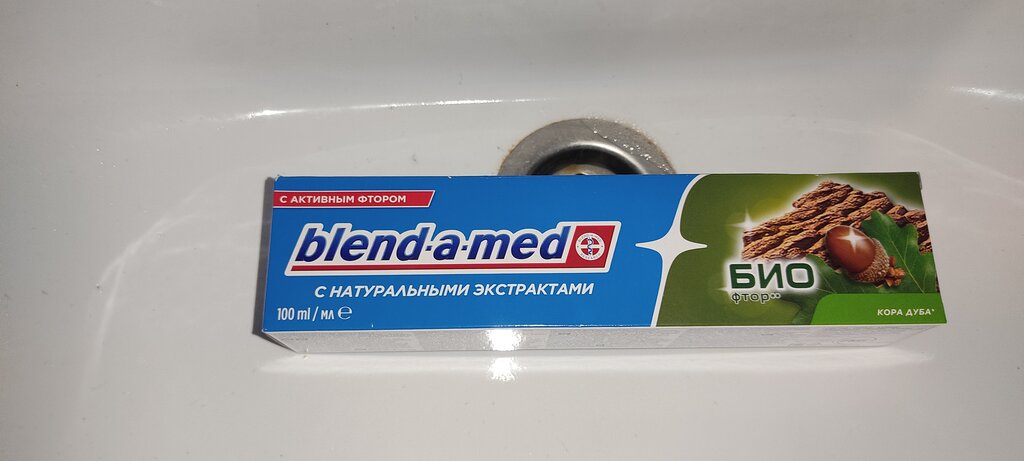 С АКТИВНЫМ ФТОРОМ
blend-a-med
С НАТУРАЛЬНЫМИ ЭКСТРАКТАМИ
100 ml / мл ℮
БИО
фтор**
КОРА ДУБА*